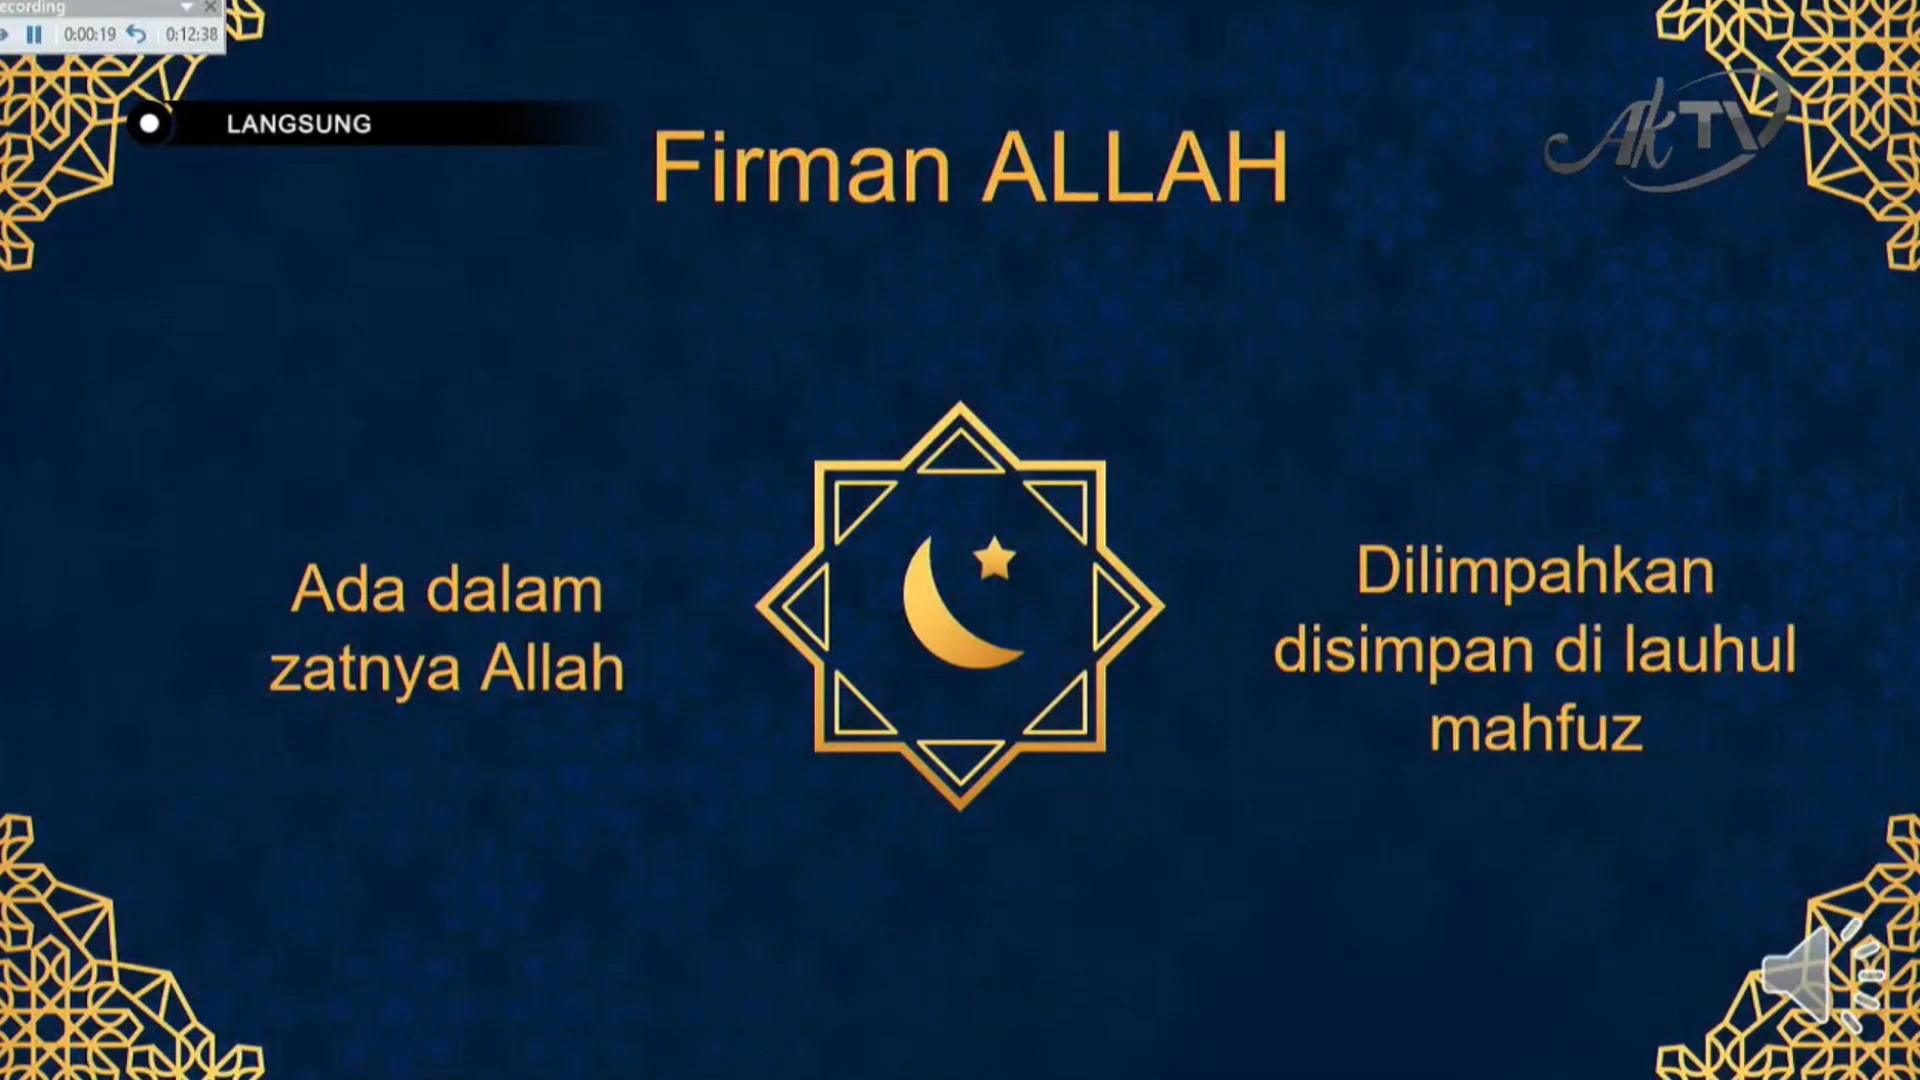 ecording
0:00:19 0:12:38
LANGSUNG
AkTV
Firman ALLAH
Ada dalam
zatnya Allah
Dilimpahkan
disimpan di lauhul
mahfuz